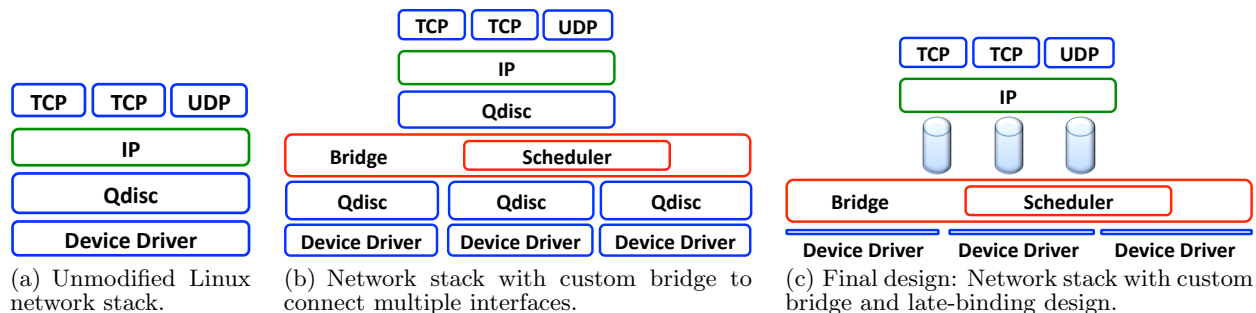 TCP TCP UDP
IP
Qdisc
Device Driver
(a) Unmodified Linux
network stack.
TCP TCP UDP
IP
Qdisc
Bridge Scheduler
Qdisc Qdisc Qdisc
Device Driver Device Driver Device Driver
(b) Network stack with custom bridge to
connect multiple interfaces.
TCP TCP UDP
IP
Bridge Scheduler
Device Driver Device Driver Device Driver
(c) Final design: Network stack with custom
bridge and late-binding design.